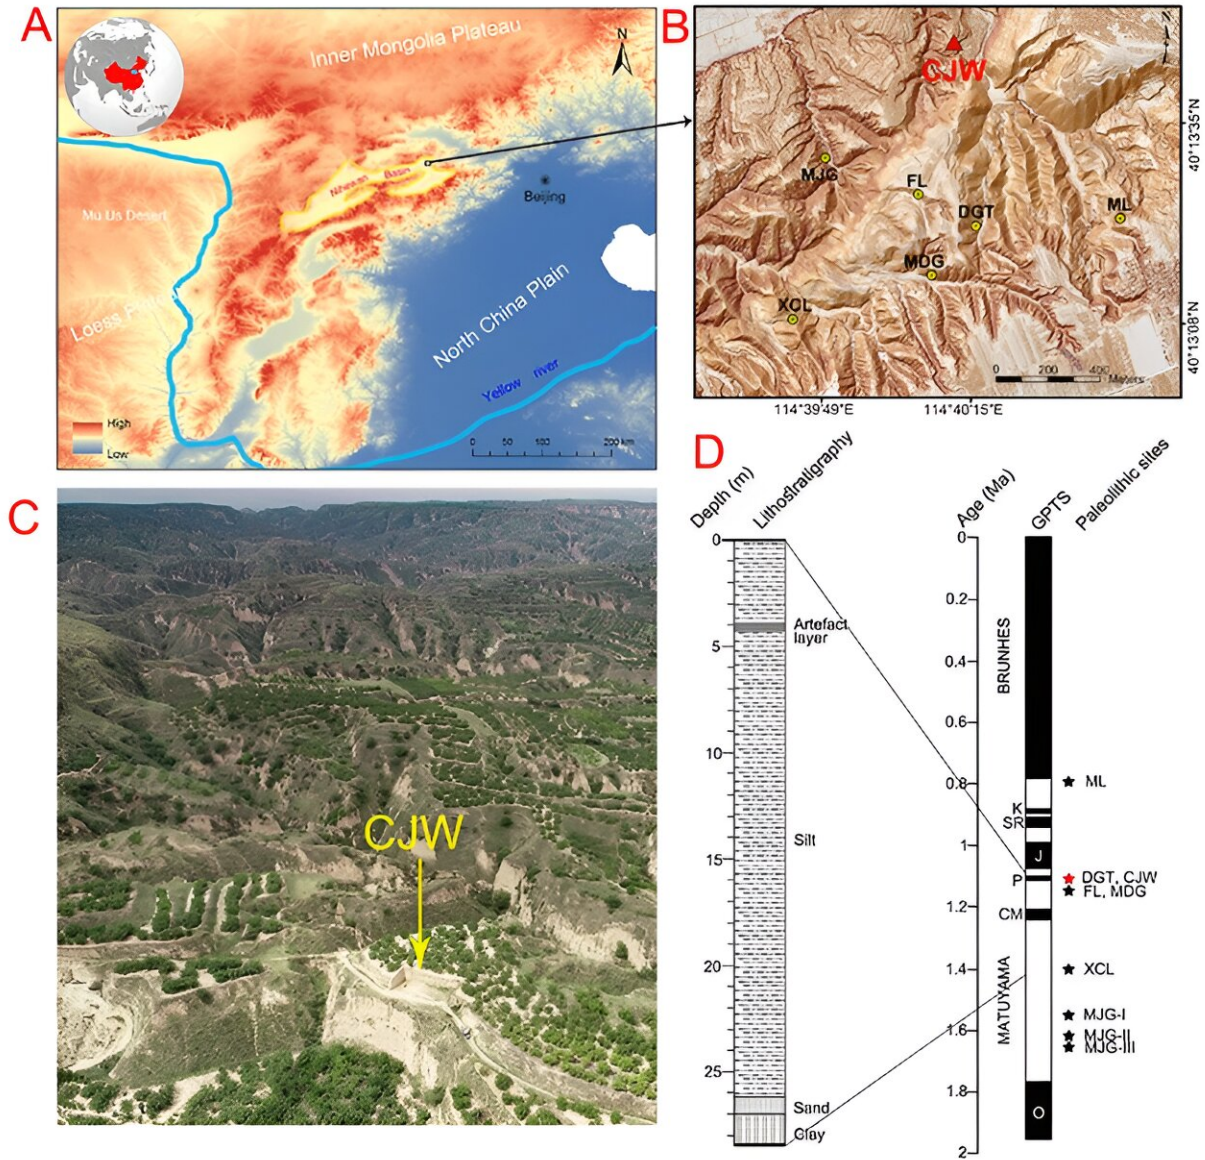 A
Inner Mongolia Plateau
N
Nihewan Basin
Beijing
Mu Us Desert
Loess Plateau
North China Plain
Yellow river
High
Low
0 50 100 200 km
B
N
CJW
MJG
FL
DGT
ML
MDG
XCL
40°13'35"N
40°13'08"N
0 200 400
Meters
114°39'49"E
114°40'15"E
C
CJW
D
Depth (m)
Lithostratigraphy
Age (Ma)
GPTS
Paleolithic sites
0
5
10
15
20
25
Artefact
layer
Silt
Sand
Clay
0
0.2
0.4
0.6
0.8
1
1.2
1.4
1.6
1.8
2
BRUNHES
MATUYAMA
K
SR
J
P
CM
O
ML
DGT, CJW
FL, MDG
XCL
MJG-I
MJG-II
MJG-III